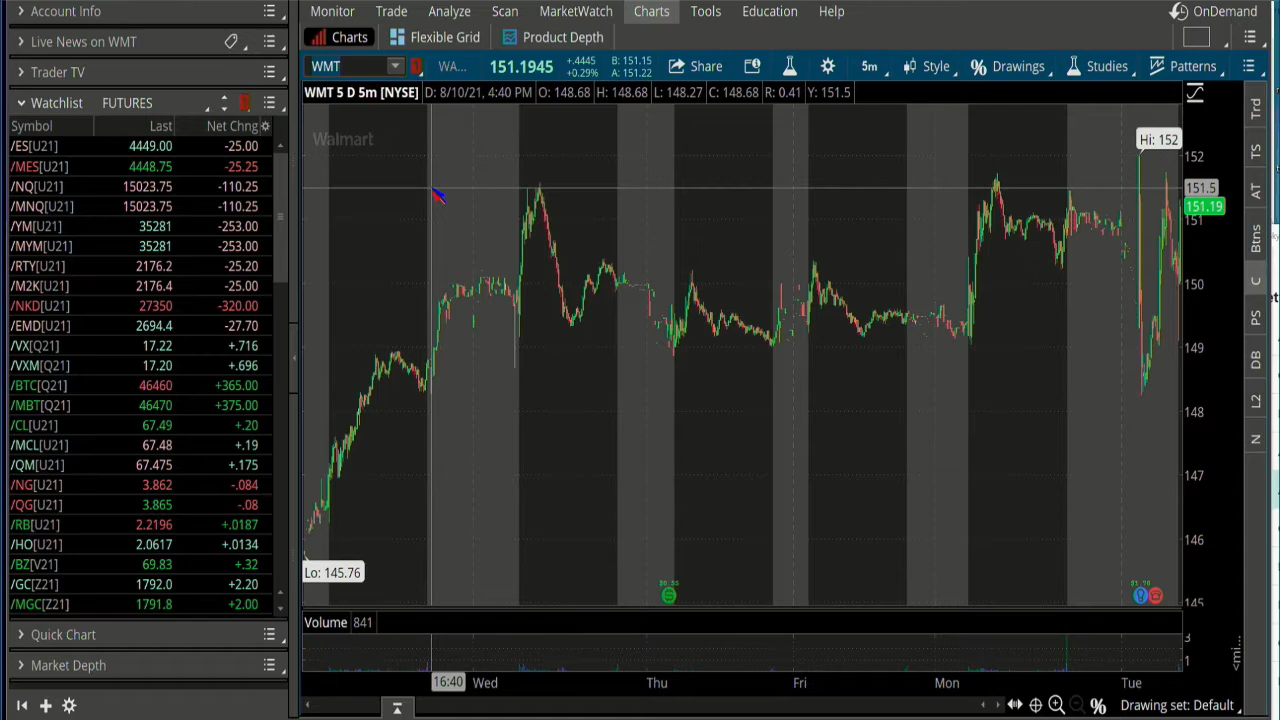 Account Info
Live News on WMT
Trader TV
Watchlist FUTURES
Symbol Last Net Chng
/ES[U21] 4449.00 -25.00
/MES[U21] 4448.75 -25.25
/NQ[U21] 15023.75 -110.25
/MNQ[U21] 15023.75 -110.25
/YM[U21] 35281 -253.00
/MYM[U21] 35281 -253.00
/RTY[U21] 2176.2 -25.20
/M2K[U21] 2176.4 -25.20
/NKD[U21] 27350 -320.00
/EMD[U21] 2694.4 -27.70
/VX[Q21] 17.22 +.716
/VXM[Q21] 17.20 +.696
/BTC[Q21] 46460 +365.00
/MBT[Q21] 46470 +375.00
/CL[U21] 67.49 +.20
/MCL[U21] 67.48 +.19
/QM[U21] 67.475 +.175
/NG[U21] 3.862 -.084
/QG[U21] 3.865 -.08
/RB[U21] 2.2196 +.0187
/HO[U21] 2.0617 +.0134
/BZ[V21] 69.83 +.32
/GC[Z21] 1792.0 +2.20
/MGC[Z21] 1791.8 +2.00
Quick Chart
Market Depth
Monitor Trade Analyze Scan MarketWatch Charts Tools Education Help
OnDemand
Charts Flexible Grid Product Depth
WMT WA... 151.1945 +.4445 +0.29% B: 151.15 A: 151.22 Share 5m Style Drawings Studies Patterns
WMT 5 D 5m [NYSE] D: 8/10/21, 4:40 PM O: 148.68 H: 148.68 L: 148.27 C: 148.68 R: 0.41 Y: 151.5
Walmart
Hi: 152
Lo: 145.76
152
151.5
151.19
151
150
149
148
147
146
145
$0.55
Volume 841
3
1
<mi...
16:40 Wed Thu Fri Mon Tue
Drawing set: Default
Trd
TS
AT
Btns
C
PS
DB
L2
N